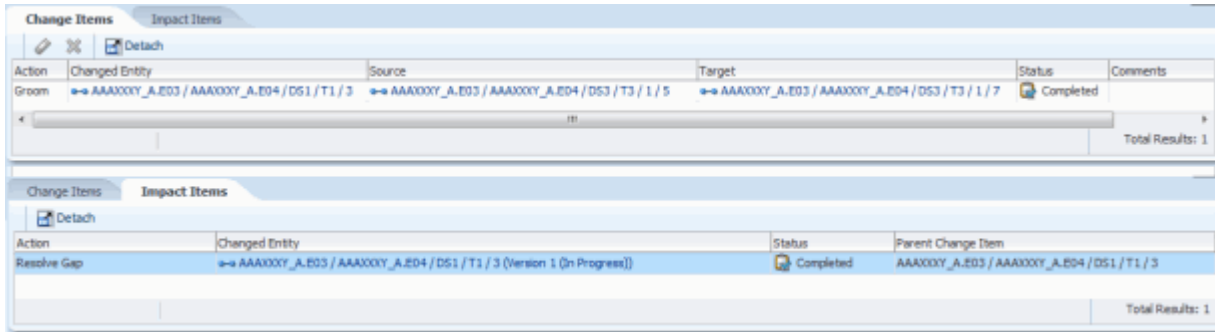 Change Items Impact Items
Detach
Action Changed Entity Source Target Status Comments
Groom AAAXXXY_A.E03 / AAAXXXY_A.E04 / DS1 / T1 / 3 AAAXXXY_A.E03 / AAAXXXY_A.E04 / DS3 / T3 / 1 / 5 AAAXXXY_A.E03 / AAAXXXY_A.E04 / DS3 / T3 / 1 / 7 Completed
Total Results: 1
Change Items Impact Items
Detach
Action Changed Entity Status Parent Change Item
Resolve Gap AAAXXXY_A.E03 / AAAXXXY_A.E04 / DS1 / T1 / 3 (Version 1 (In Progress)) Completed AAAXXXY_A.E03 / AAAXXXY_A.E04 / DS1 / T1 / 3
Total Results: 1